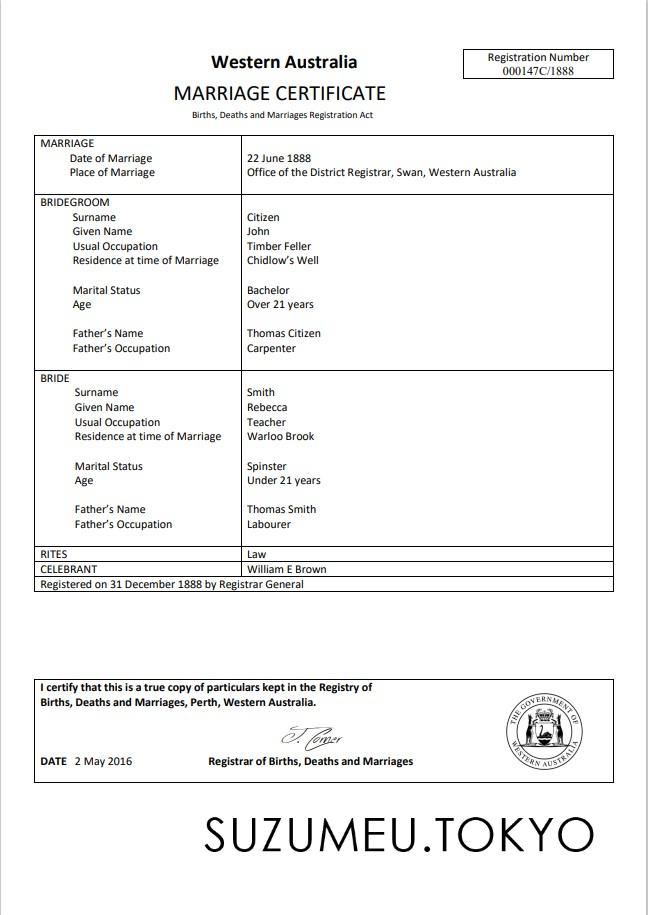 Western Australia
MARRIAGE CERTIFICATE
Births, Deaths and Marriages Registration Act
Registration Number
000147C/1888
MARRIAGE
Date of Marriage 22 June 1888
Place of Marriage Office of the District Registrar, Swan, Western Australia
BRIDEGROOM
Surname Citizen
Given Name John
Usual Occupation Timber Feller
Residence at time of Marriage Chidlow's Well
Marital Status Bachelor
Age Over 21 years
Father's Name Thomas Citizen
Father's Occupation Carpenter
BRIDE
Surname Smith
Given Name Rebecca
Usual Occupation Teacher
Residence at time of Marriage Warloo Brook
Marital Status Spinster
Age Under 21 years
Father's Name Thomas Smith
Father's Occupation Labourer
RITES Law
CELEBRANT William E Brown
Registered on 31 December 1888 by Registrar General
I certify that this is a true copy of particulars kept in the Registry of
Births, Deaths and Marriages, Perth, Western Australia.
DATE 2 May 2016 Registrar of Births, Deaths and Marriages
THE GOVERNMENT OF
WESTERN AUSTRALIA
SUZUMEU.TOKYO